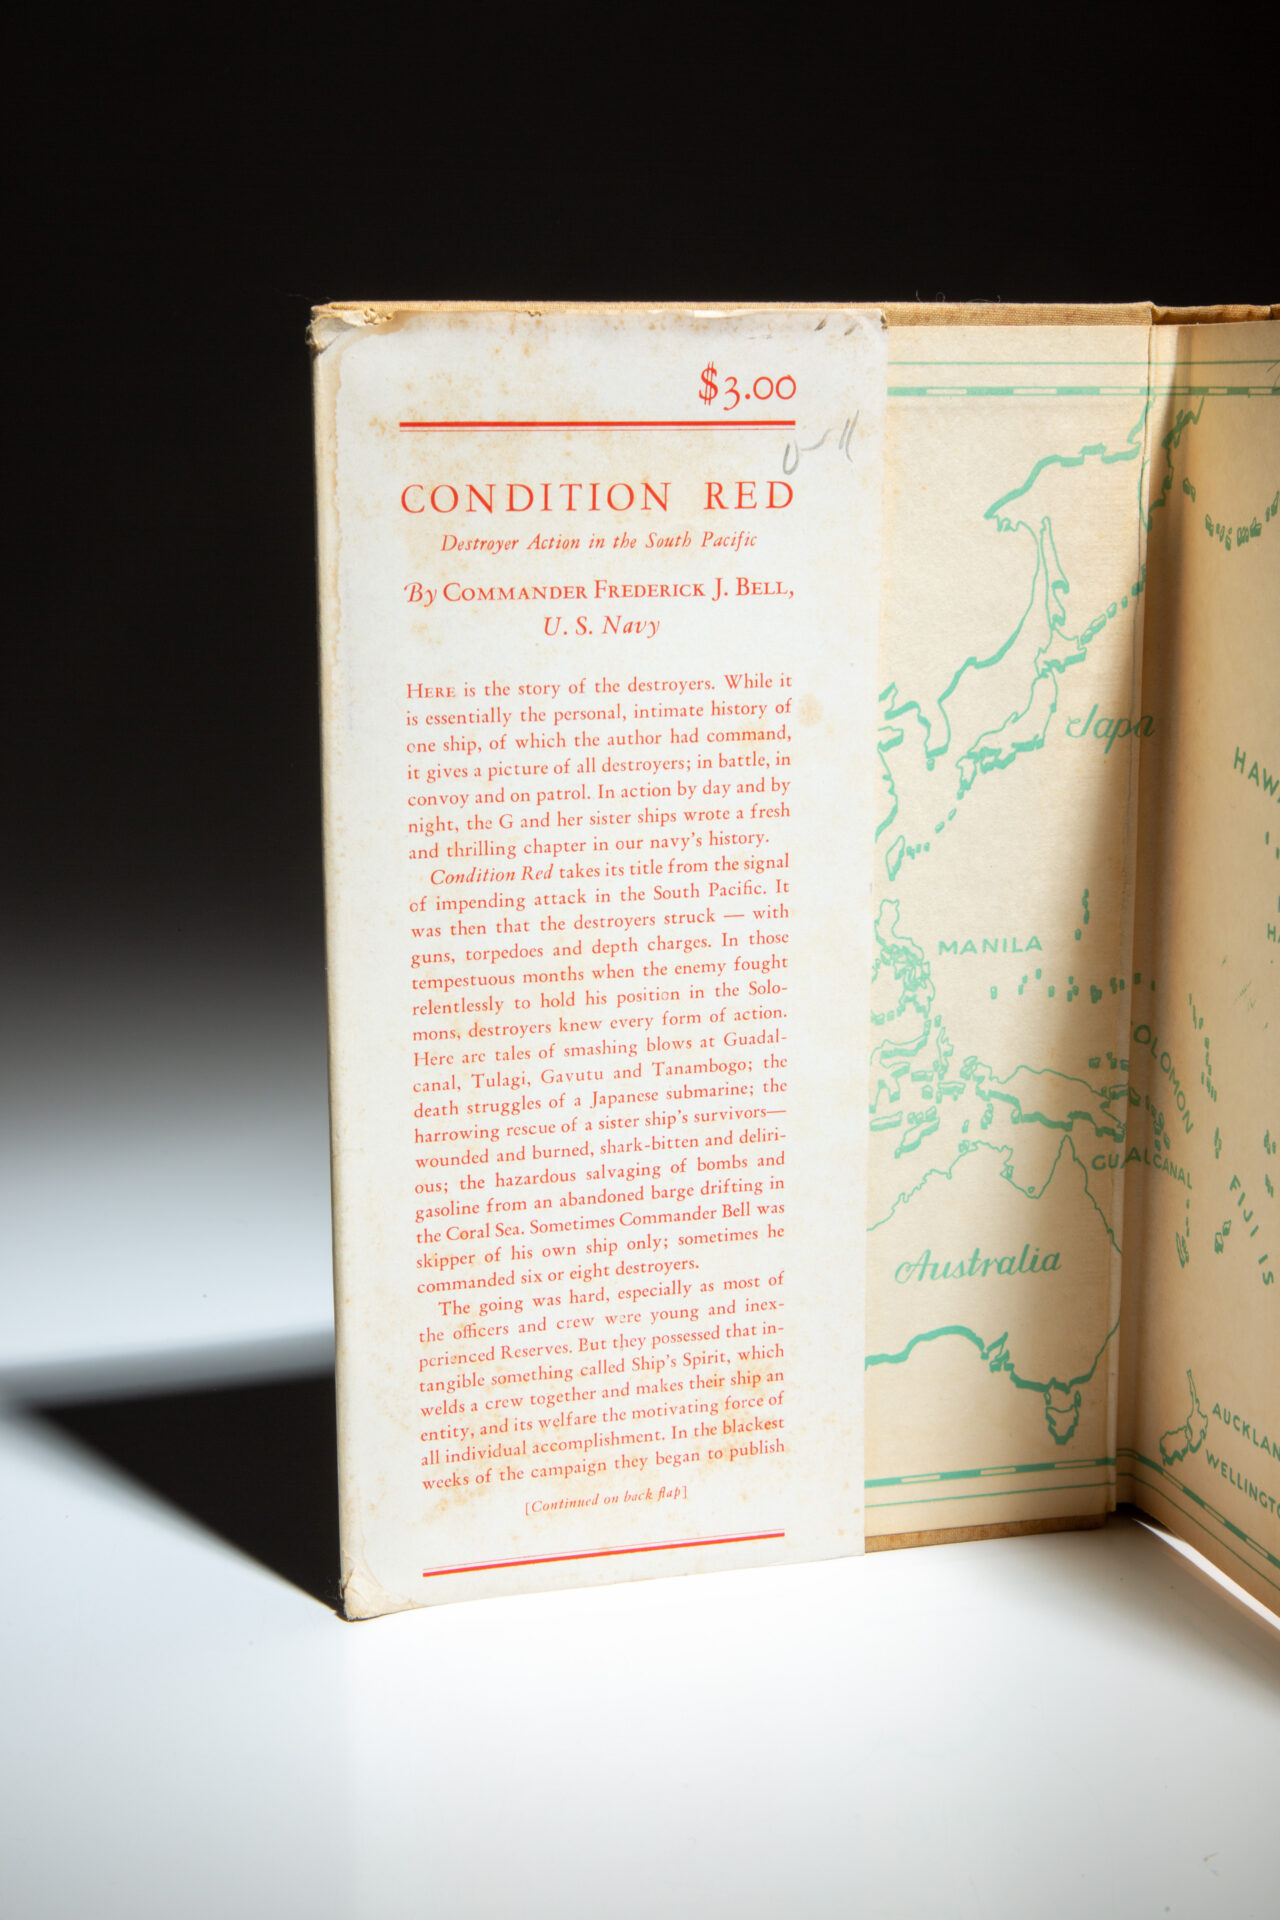 $3.00
CONDITION RED
Destroyer Action in the South Pacific
By COMMANDER FREDERICK J. BELL,
U. S. Navy
HERE is the story of the destroyers. While it
is essentially the personal, intimate history of
one ship, of which the author had command,
it gives a picture of all destroyers; in battle, in
convoy and on patrol. In action by day and by
night, the G and her sister ships wrote a fresh
and thrilling chapter in our navy's history.
Condition Red takes its title from the signal
of impending attack in the South Pacific. It
was then that the destroyers struck — with
guns, torpedoes and depth charges. In those
tempestuous months when the enemy fought
relentlessly to hold his position in the Solo-
mons, destroyers knew every form of action.
Here are tales of smashing blows at Guadal-
canal, Tulagi, Gavutu and Tanambogo; the
death struggles of a Japanese submarine; the
harrowing rescue of a sister ship's survivors—
wounded and burned, shark-bitten and deliri-
ous; the hazardous salvaging of bombs and
gasoline from an abandoned barge drifting in
the Coral Sea. Sometimes Commander Bell was
skipper of his own ship only; sometimes he
commanded six or eight destroyers.
The going was hard, especially as most of
the officers and crew were young and inex-
perienced Reserves. But they possessed that in-
tangible something called Ship's Spirit, which
welds a crew together and makes their ship an
entity, and its welfare the motivating force of
all individual accomplishment. In the blackest
weeks of the campaign they began to publish
[Continued on back flap]
Japa
HAW
MANILA
HA
SOLOMON
GUALCANAL
FIJI IS
Australia
AUCKLAN
WELLINGTO